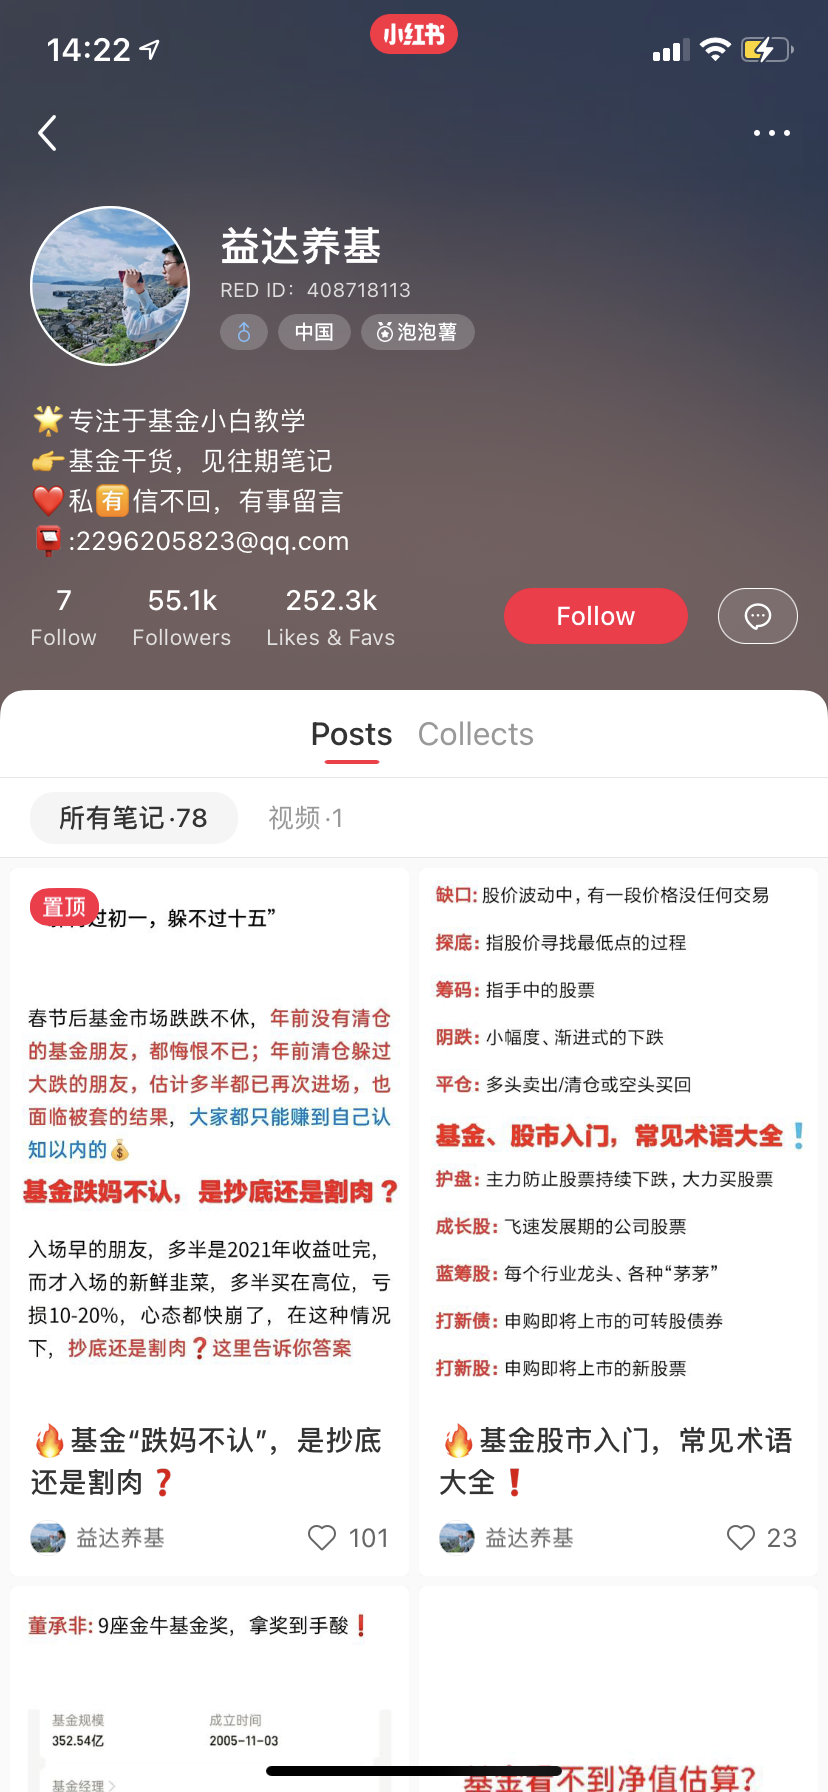 14:22
小红书
益达养基
RED ID：408718113
中国
泡泡薯
专注于基金小白教学
基金干货，见往期笔记
私🈶信不回，有事留言
:2296205823@qq.com
7
Follow
55.1k
Followers
252.3k
Likes & Favs
Follow
Posts
Collects
所有笔记·78
视频·1
置顶
过初一，躲不过十五”
春节后基金市场跌跌不休，年前没有清仓
的基金朋友，都悔恨不已；年前清仓躲过
大跌的朋友，估计多半都已再次进场，也
面临被套的结果，大家都只能赚到自己认
知以内的💰
基金跌妈不认，是抄底还是割肉？
入场早的朋友，多半是2021年收益吐完，
而才入场的新鲜韭菜，多半买在高位，亏
损10-20%，心态都快崩了，在这种情况
下，抄底还是割肉❓这里告诉你答案
🔥基金“跌妈不认”，是抄底
还是割肉❓
益达养基
101
缺口: 股价波动中，有一段价格没任何交易
探底: 指股价寻找最低点的过程
筹码: 指手中的股票
阴跌: 小幅度、渐进式的下跌
平仓: 多头卖出/清仓或空头买回
基金、股市入门，常见术语大全❗
护盘: 主力防止股票持续下跌，大力买股票
成长股: 飞速发展期的公司股票
蓝筹股: 每个行业龙头、各种“茅茅”
打新债: 申购即将上市的可转股债券
打新股: 申购即将上市的新股票
🔥基金股市入门，常见术语
大全❗
益达养基
23
董承非: 9座金牛基金奖，拿奖到手酸❗
基金规模
352.54亿
成立时间
2005-11-03
基金经理
基金看不到净值估算?